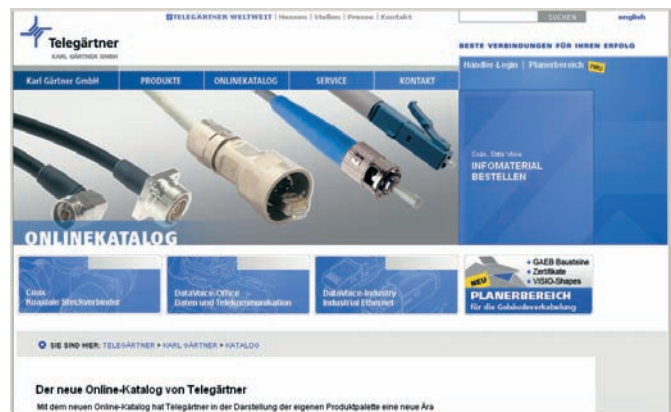 TELEGÄRTNER WELTWEIT | Messen | Stellen | Presse | Kontakt
SUCHEN
english
Telegärtner
KARL GÄRTNER GMBH
BESTE VERBINDUNGEN FÜR IHREN ERFOLG
Händler-Login | Planerbereich neu
Karl Gärtner GmbH PRODUKTE ONLINEKATALOG SERVICE KONTAKT
Coax, Data Voice
INFOMATERIAL
BESTELLEN
ONLINEKATALOG
Coax
Koaxiale Steckverbinder
DataVoice-Office
Daten und Telekommunikation
DataVoice-Industry
Industrial Ethernet
+ GAEB Bausteine
+ Zertifikate
+ VISIO-Shapes
NEU
PLANERBEREICH
für die Gebäudeverkabelung
SIE SIND HIER: TELEGÄRTNER ▸ KARL GÄRTNER ▸ KATALOG
Der neue Online-Katalog von Telegärtner
Mit dem neuen Online-Katalog hat Telegärtner in der Darstellung der eigenen Produktpalette eine neue Ära